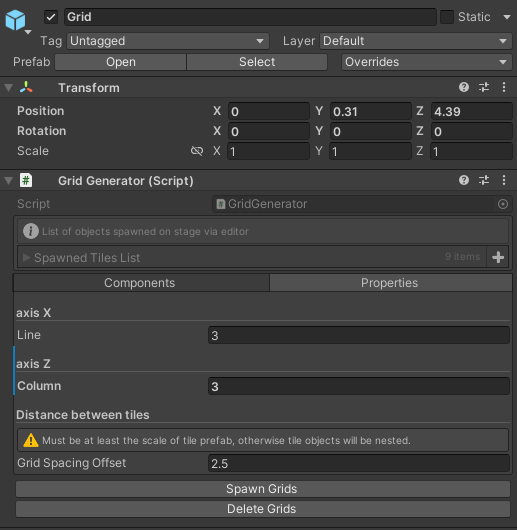 Grid Static
Tag Untagged Layer Default
Prefab Open Select Overrides
Transform
Position X 0 Y 0.31 Z 4.39
Rotation X 0 Y 0 Z 0
Scale X 1 Y 1 Z 1
# Grid Generator (Script)
Script # GridGenerator
List of objects spawned on stage via editor
Spawned Tiles List 9 items +
Components Properties
axis X
Line 3
axis Z
Column 3
Distance between tiles
Must be at least the scale of tile prefab, otherwise tile objects will be nested.
Grid Spacing Offset 2.5
Spawn Grids
Delete Grids